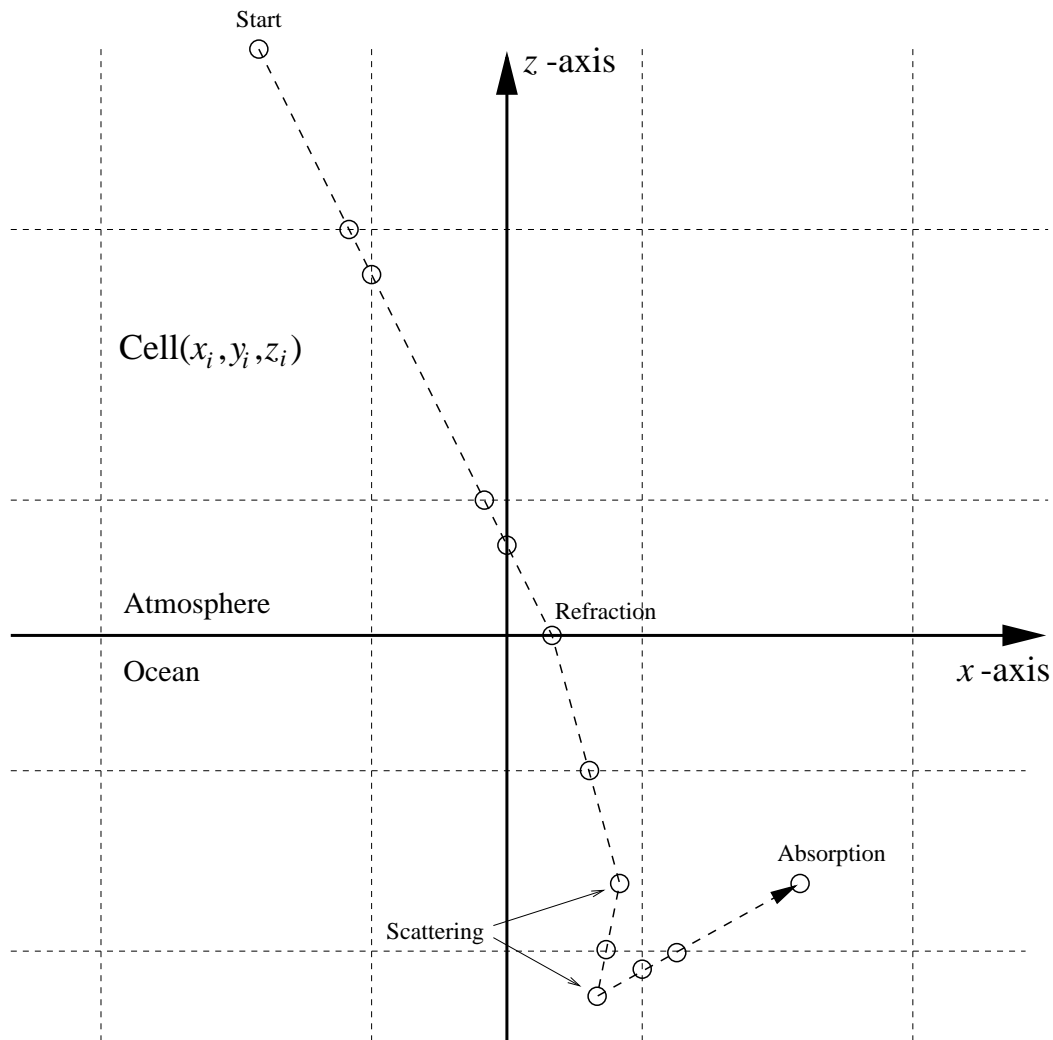 Start
z -axis
Cell(x_i, y_i, z_i)
Atmosphere
Refraction
Ocean
x -axis
Absorption
Scattering